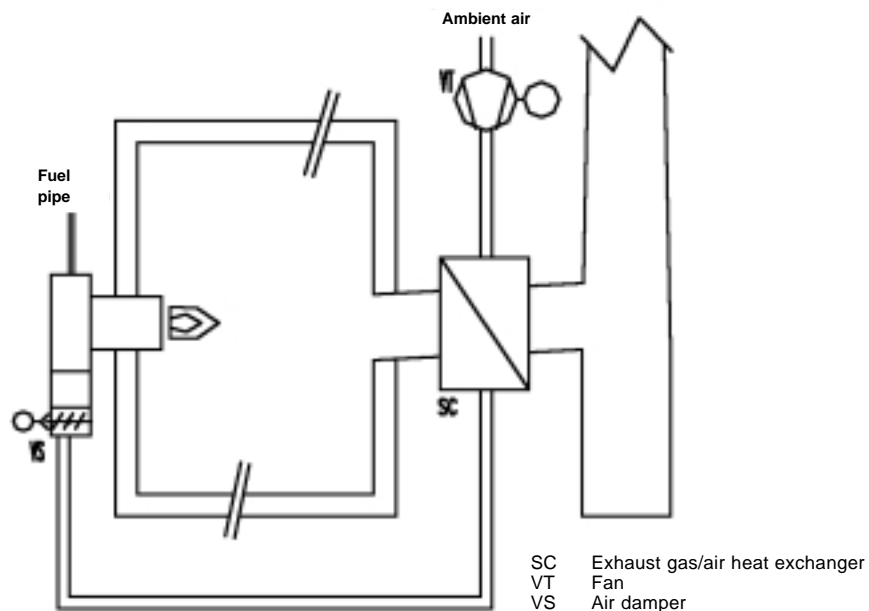 Ambient air
VT
Fuel
pipe
SC
VS
SC Exhaust gas/air heat exchanger
VT Fan
VS Air damper